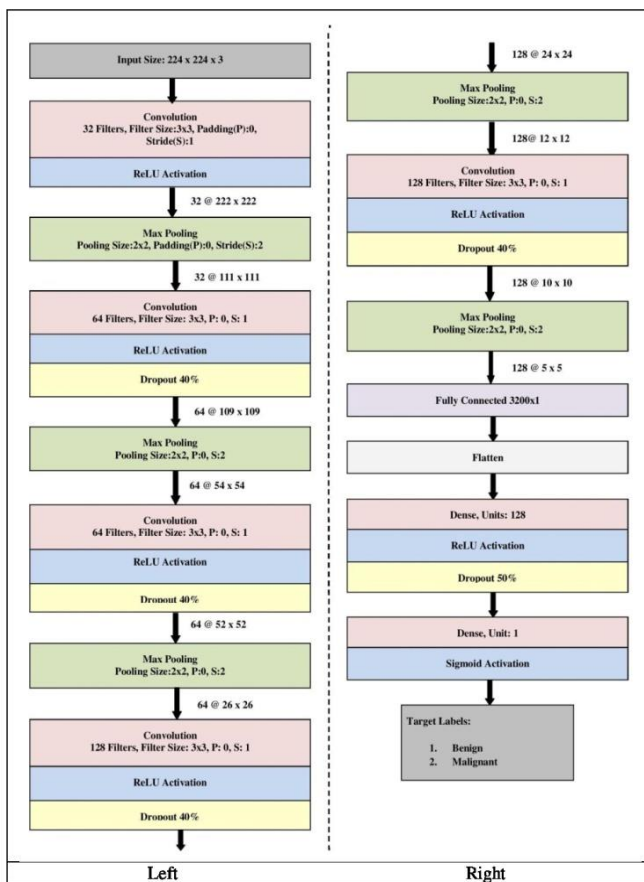 Input Size: 224 x 224 x 3
Convolution
32 Filters, Filter Size:3x3, Padding(P):0,
Stride(S):1
ReLU Activation
32 @ 222 x 222
Max Pooling
Pooling Size:2x2, Padding(P):0, Stride(S):2
32 @ 111 x 111
Convolution
64 Filters, Filter Size: 3x3, P: 0, S: 1
ReLU Activation
Dropout 40%
64 @ 109 x 109
Max Pooling
Pooling Size:2x2, P:0, S:2
64 @ 54 x 54
Convolution
64 Filters, Filter Size: 3x3, P: 0, S: 1
ReLU Activation
Dropout 40%
64 @ 52 x 52
Max Pooling
Pooling Size:2x2, P:0, S:2
64 @ 26 x 26
Convolution
128 Filters, Filter Size: 3x3, P: 0, S: 1
ReLU Activation
Dropout 40%
Left
128 @ 24 x 24
Max Pooling
Pooling Size:2x2, P:0, S:2
128@ 12 x 12
Convolution
128 Filters, Filter Size: 3x3, P: 0, S: 1
ReLU Activation
Dropout 40%
128 @ 10 x 10
Max Pooling
Pooling Size:2x2, P:0, S:2
128 @ 5 x 5
Fully Connected 3200x1
Flatten
Dense, Units: 128
ReLU Activation
Dropout 50%
Dense, Unit: 1
Sigmoid Activation
Target Labels:
1. Benign
2. Malignant
Right